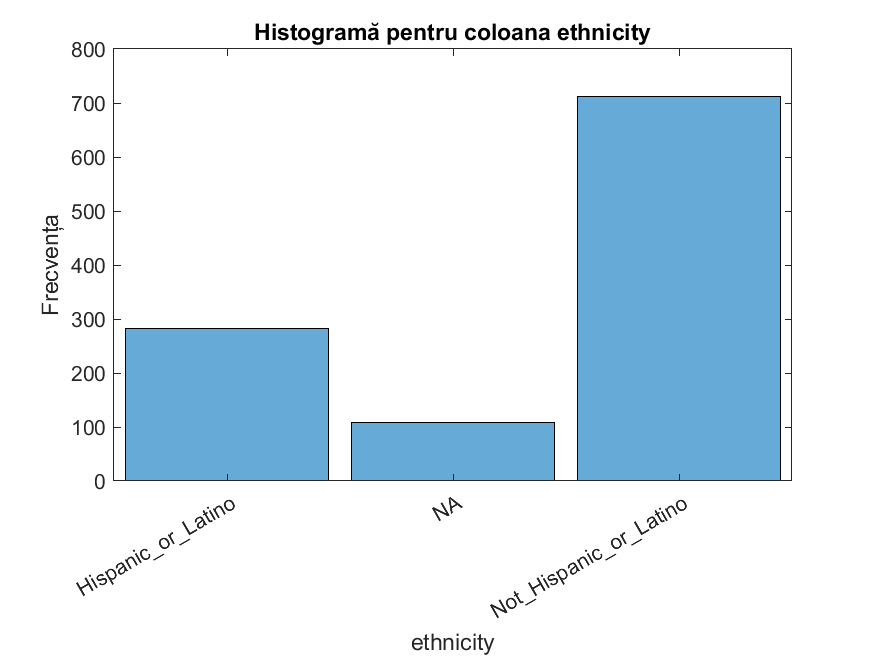 Histogramă pentru coloana ethnicity
Frecvența
800
700
600
500
400
300
200
100
0
Hispanic_or_Latino
NA
Not_Hispanic_or_Latino
ethnicity